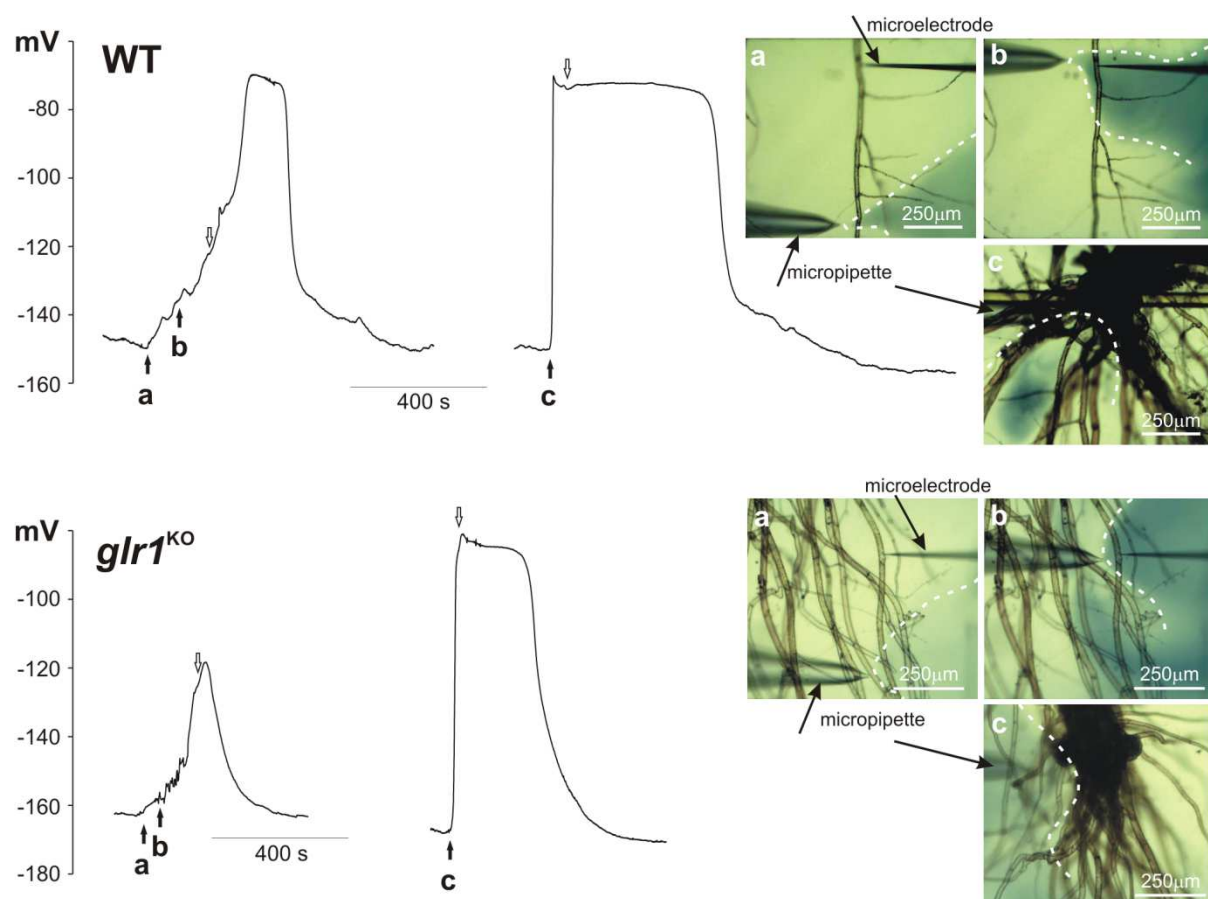 mV
WT
-80
-100
-120
-140
-160
a
b
400 s
c
microelectrode
micropipette
a
250μm
b
250μm
c
250μm
mV
glr1KO
-100
-120
-140
-160
-180
a
b
400 s
c
microelectrode
micropipette
a
250μm
b
250μm
c
250μm